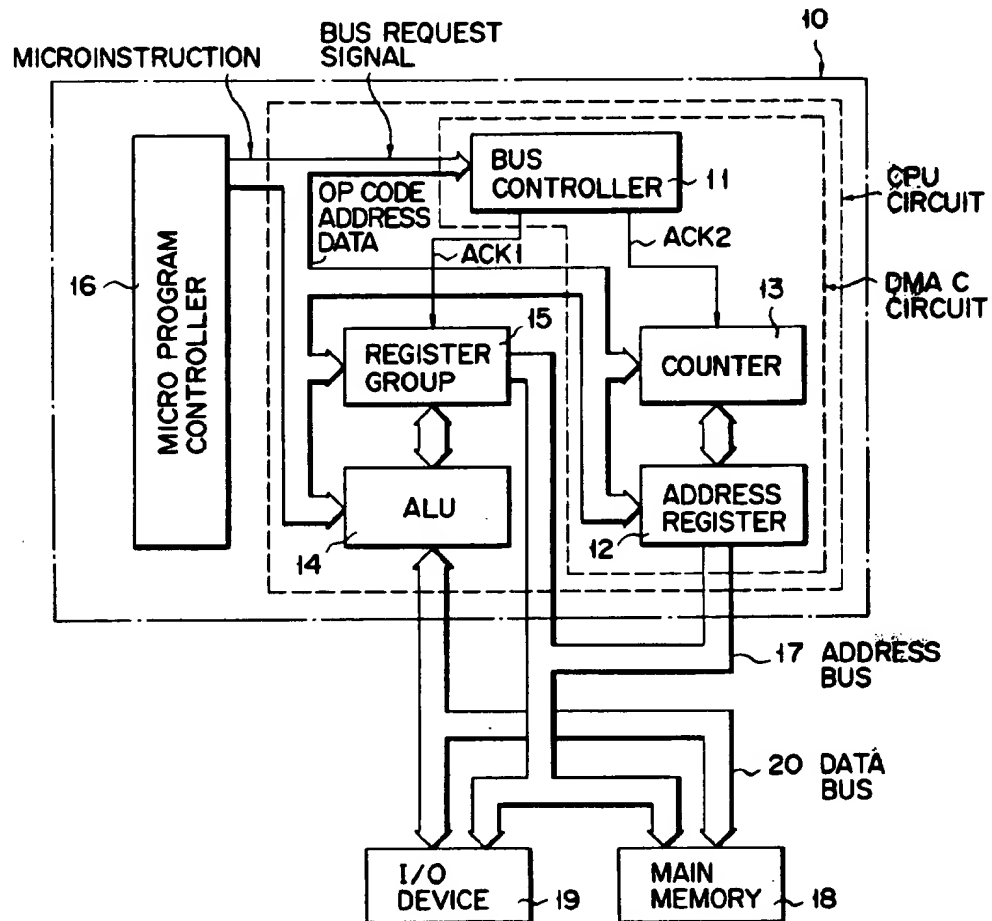 10
BUS REQUEST
SIGNAL
MICROINSTRUCTION
BUS
CONTROLLER
11
CPU
CIRCUIT
OP CODE
ADDRESS
DATA
ACK1
ACK2
DMA C
CIRCUIT
16
MICRO PROGRAM
CONTROLLER
15
REGISTER
GROUP
13
COUNTER
ALU
14
ADDRESS
REGISTER
12
17 ADDRESS
BUS
20 DATA
BUS
I/O
DEVICE
19
MAIN
MEMORY
18